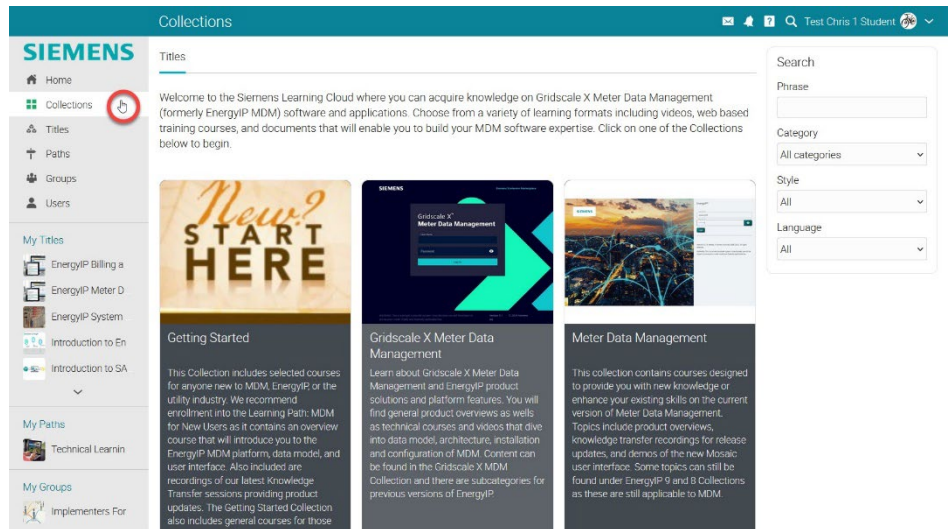 Collections
Test Chris 1 Student
SIEMENS
Home
Collections
Titles
Paths
Groups
Users
My Titles
EnergyIP Billing a
EnergyIP Meter D
EnergyIP System
Introduction to En
Introduction to SA
My Paths
Technical Learnin
My Groups
Implementers For
Titles
Welcome to the Siemens Learning Cloud where you can acquire knowledge on Gridscale X Meter Data Management
(formerly EnergyIP MDM) software and applications. Choose from a variety of learning formats including videos, web based
training courses, and documents that will enable you to build your MDM software expertise. Click on one of the Collections
below to begin.
New?
START
HERE
Getting Started
This Collection includes selected courses
for anyone new to MDM, EnergyIP, or the
utility industry. We recommend
enrollment into the Learning Path: MDM
for New Users as it contains an overview
course that will introduce you to the
EnergyIP MDM platform, data model, and
user interface. Also included are
recordings of our latest Knowledge
Transfer sessions providing product
updates. The Getting Started Collection
also includes general courses for those
SIEMENS
Gridscale X
Meter Data Management
Gridscale X Meter Data
Management
Learn about Gridscale X Meter Data
Management and EnergyIP product
solutions and platform features. You will
find general product overviews as wells
as technical courses and videos that dive
into data model, architecture, installation
and configuration of MDM. Content can
be found in the Gridscale X MDM
Collection and there are subcategories for
previous versions of EnergyIP.
SIEMENS
Meter Data Management
This collection contains courses designed
to provide you with new knowledge or
enhance your existing skills on the current
version of Meter Data Management.
Topics include product overviews,
knowledge transfer recordings for release
updates, and demos of the new Mosaic
user interface. Some topics can still be
found under EnergyIP 9 and 8 Collections
as these are still applicable to MDM.
Search
Phrase
Category
All categories
Style
All
Language
All